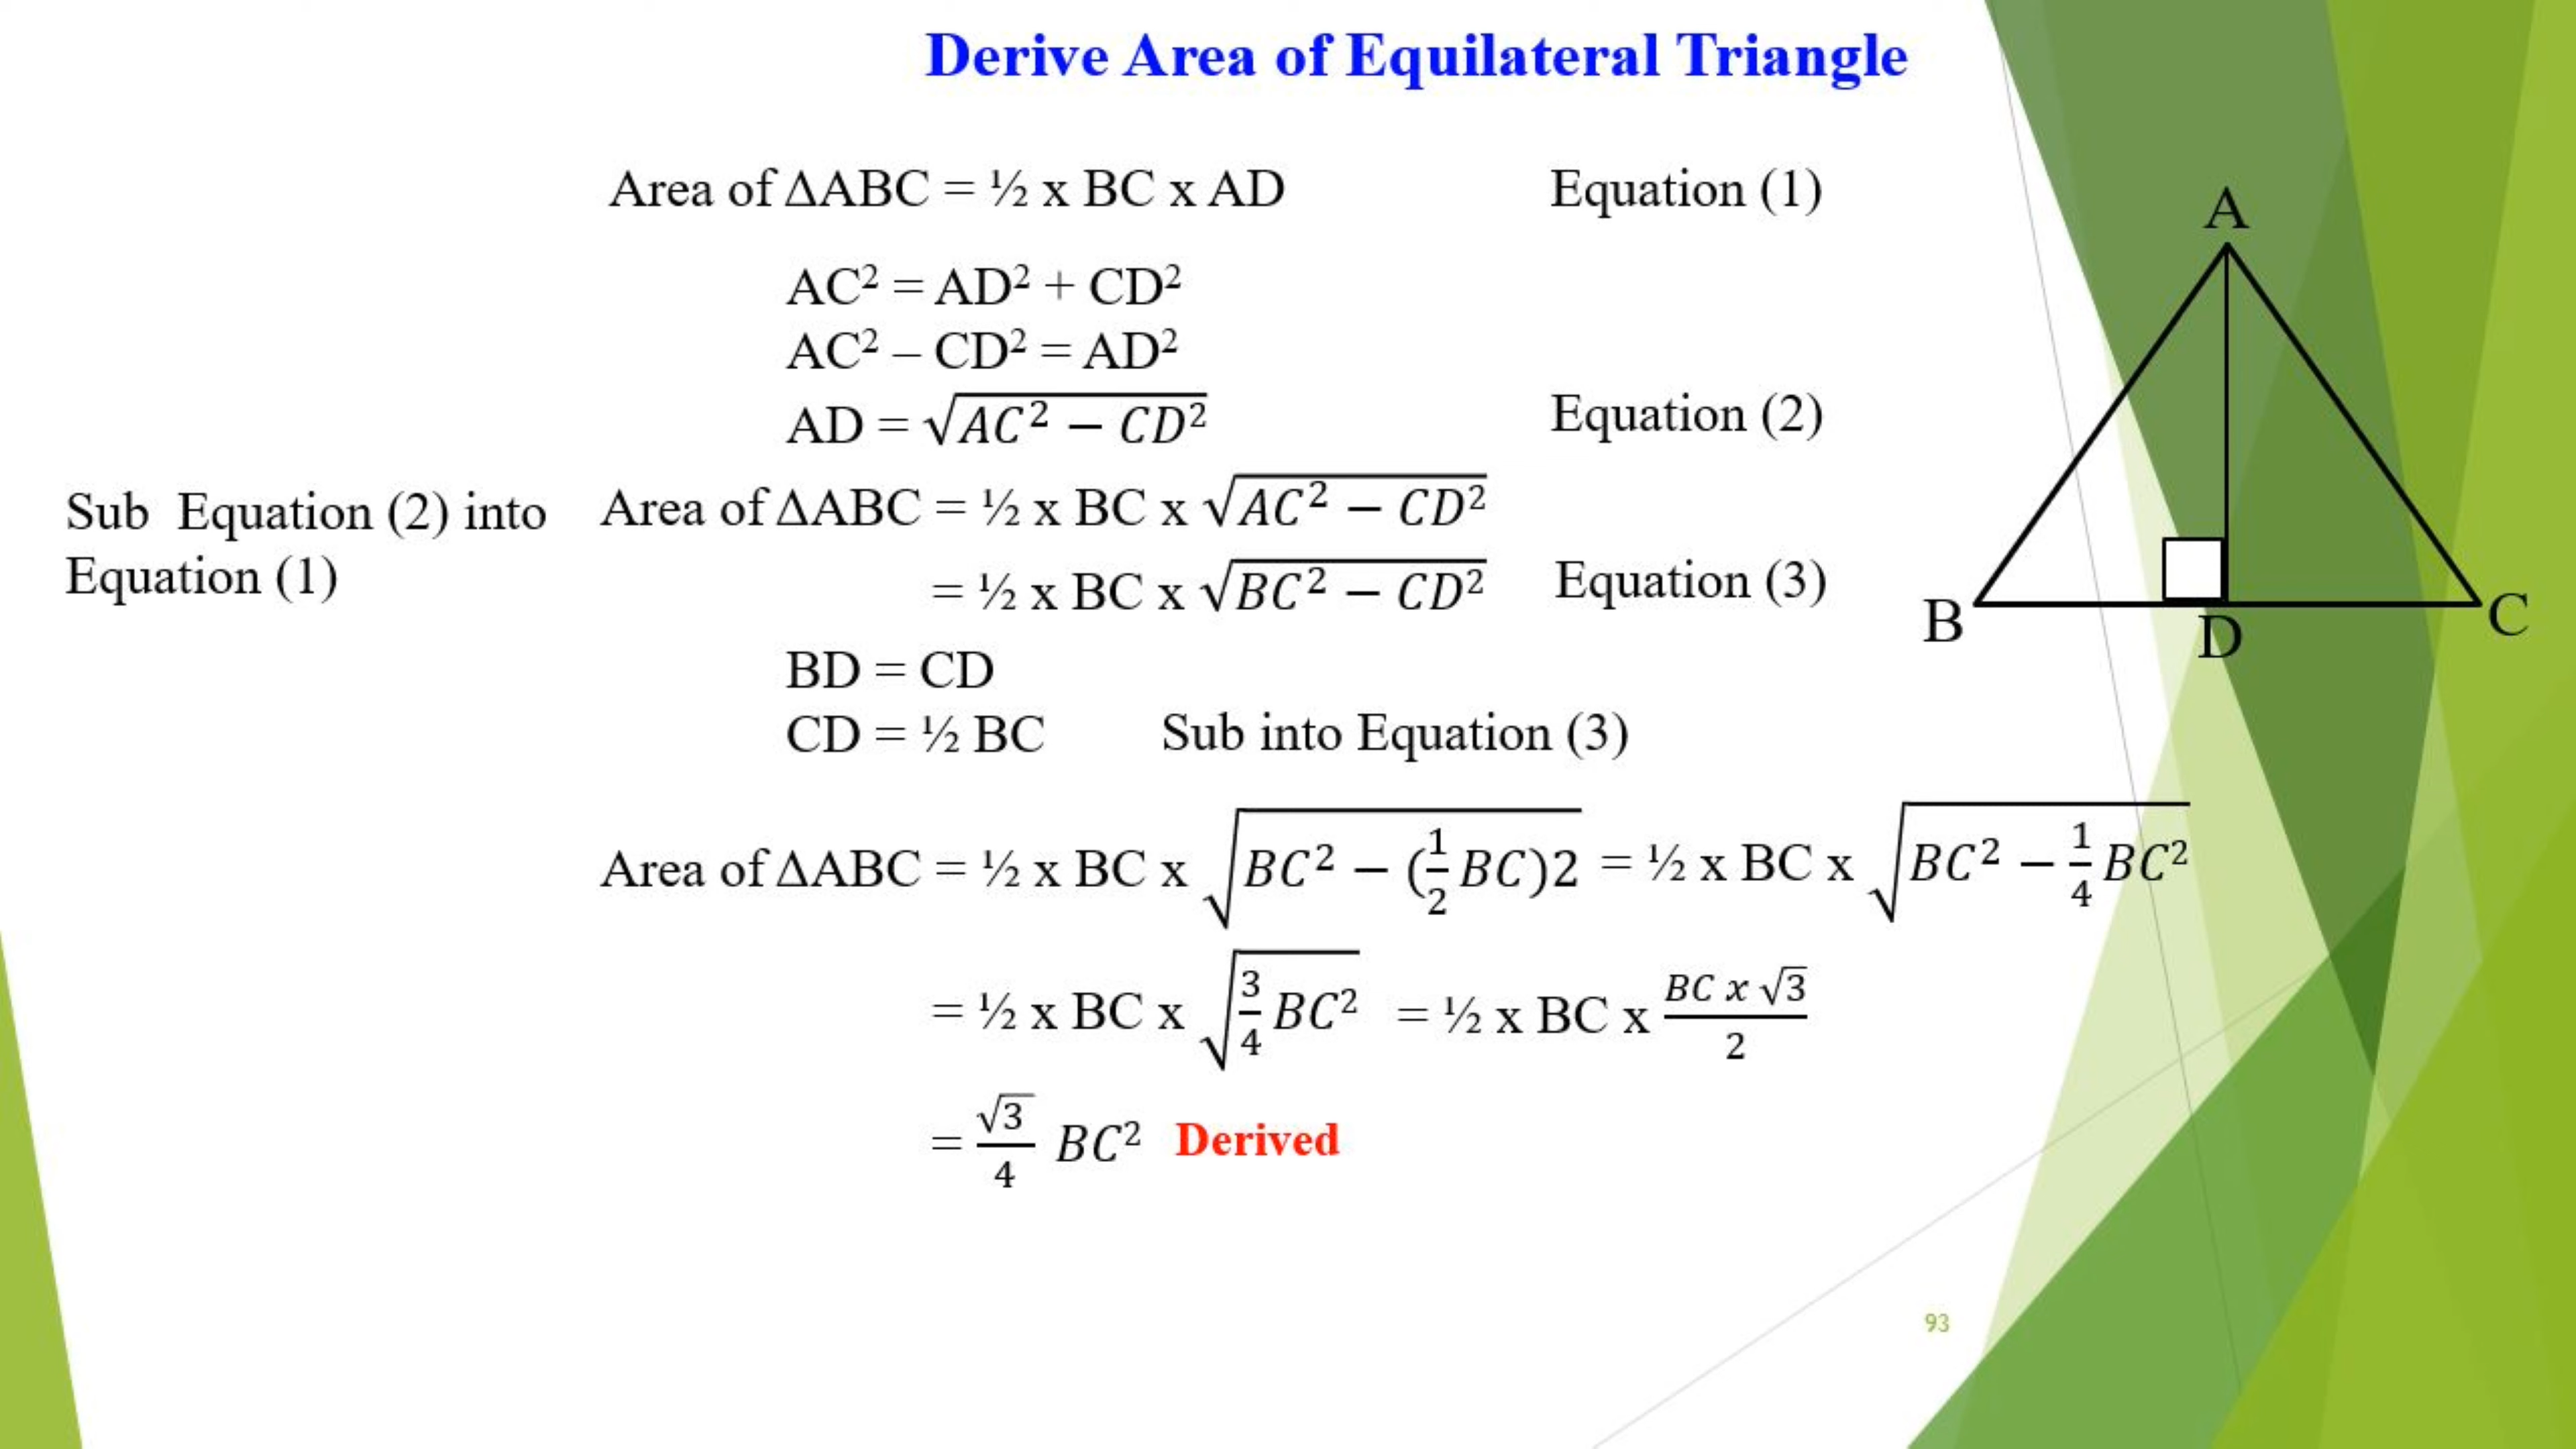 Derive Area of Equilateral Triangle
Area of ΔABC = ½ x BC x AD Equation (1)
AC² = AD² + CD²
AC² – CD² = AD²
AD = √(AC² − CD²) Equation (2)
Sub Equation (2) into
Equation (1)
Area of ΔABC = ½ x BC x √(AC² − CD²)
= ½ x BC x √(BC² − CD²) Equation (3)
BD = CD
CD = ½ BC Sub into Equation (3)
Area of ΔABC = ½ x BC x √(BC² − (1/2 BC)2) = ½ x BC x √(BC² − 1/4 BC²)
= ½ x BC x √(3/4 BC²) = ½ x BC x (BC x √3)/2
= √3/4 BC² Derived
A
B
D
C
93